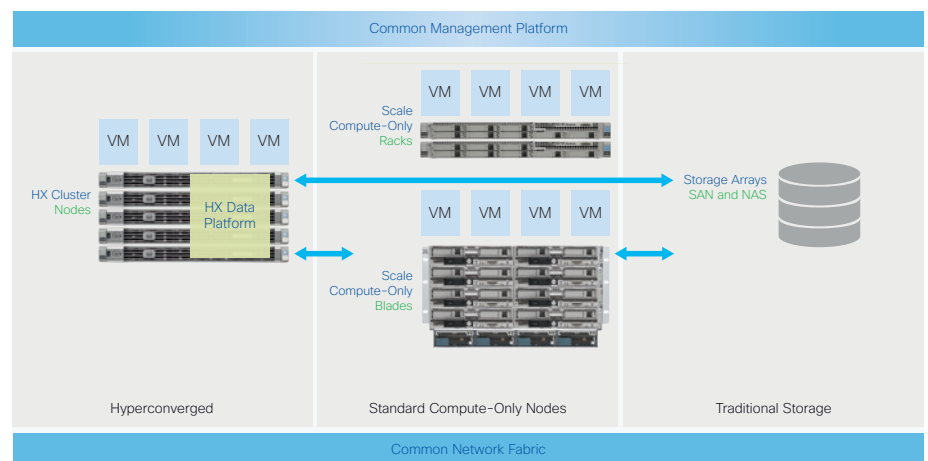 Common Management Platform
VM VM VM VM
HX Cluster
Nodes
HX Data
Platform
Hyperconverged
VM VM VM VM
Scale
Compute-Only
Racks
VM VM VM VM
Scale
Compute-Only
Blades
Standard Compute-Only Nodes
Storage Arrays
SAN and NAS
Traditional Storage
Common Network Fabric